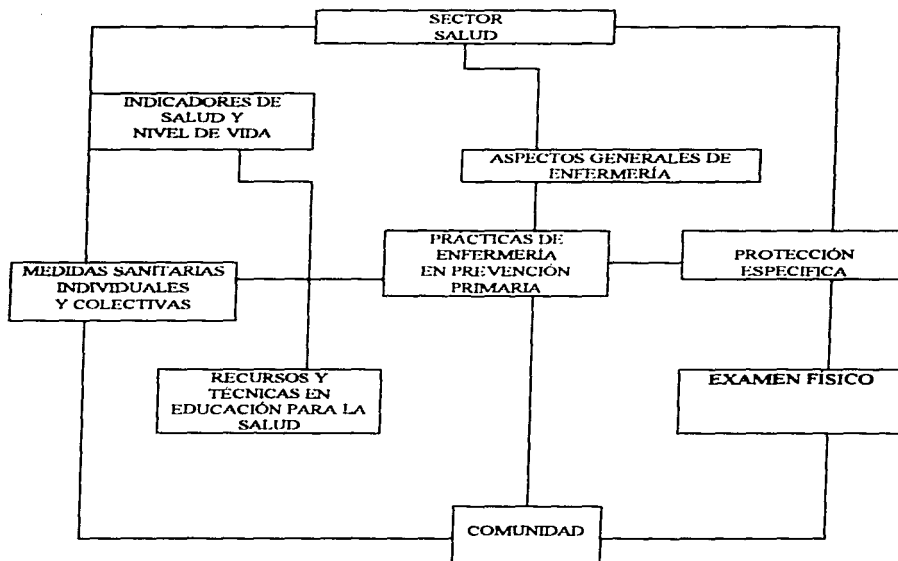 SECTOR
SALUD
INDICADORES DE
SALUD Y
NIVEL DE VIDA
ASPECTOS GENERALES DE
ENFERMERÍA
PRÁCTICAS DE
ENFERMERÍA
EN PREVENCIÓN
PRIMARIA
PROTECCIÓN
ESPECIFICA
MEDIDAS SANITARIAS
INDIVIDUALES
Y COLECTIVAS
RECURSOS Y
TÉCNICAS EN
EDUCACIÓN PARA LA
SALUD
EXAMEN FÍSICO
COMUNIDAD